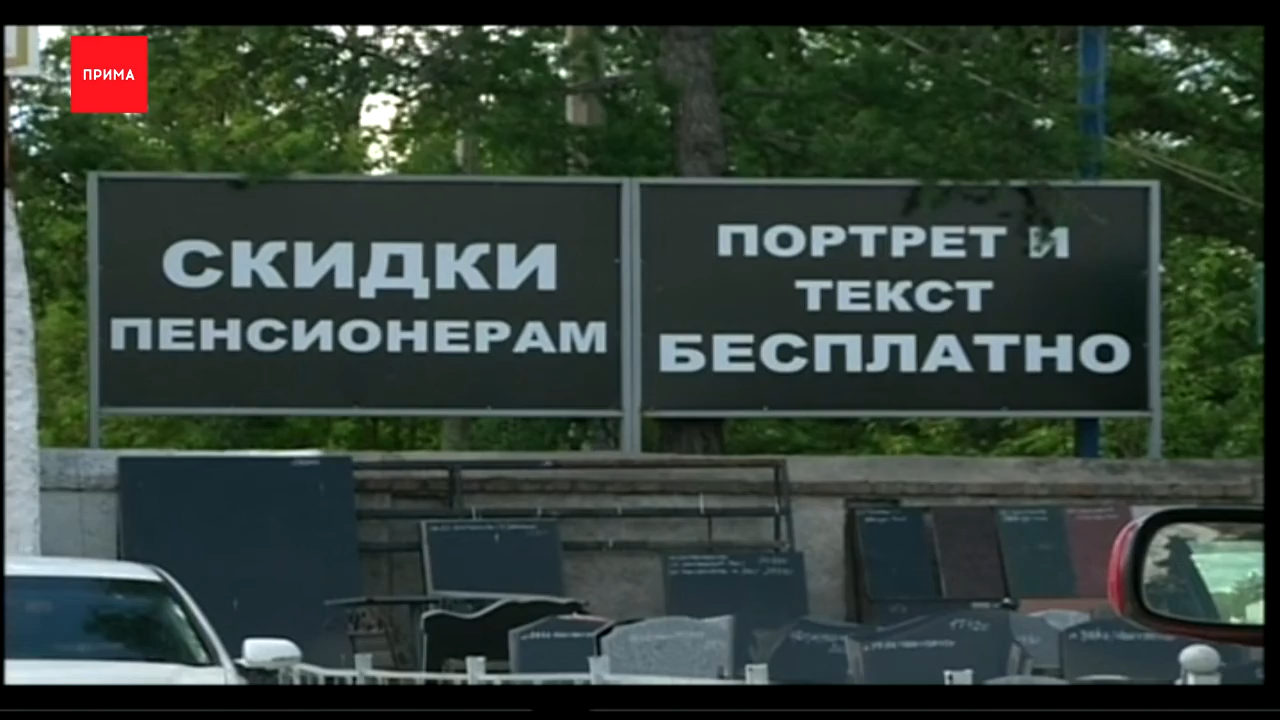 ПРИМА
СКИДКИ
ПЕНСИОНЕРАМ
ПОРТРЕТ И
ТЕКСТ
БЕСПЛАТНО